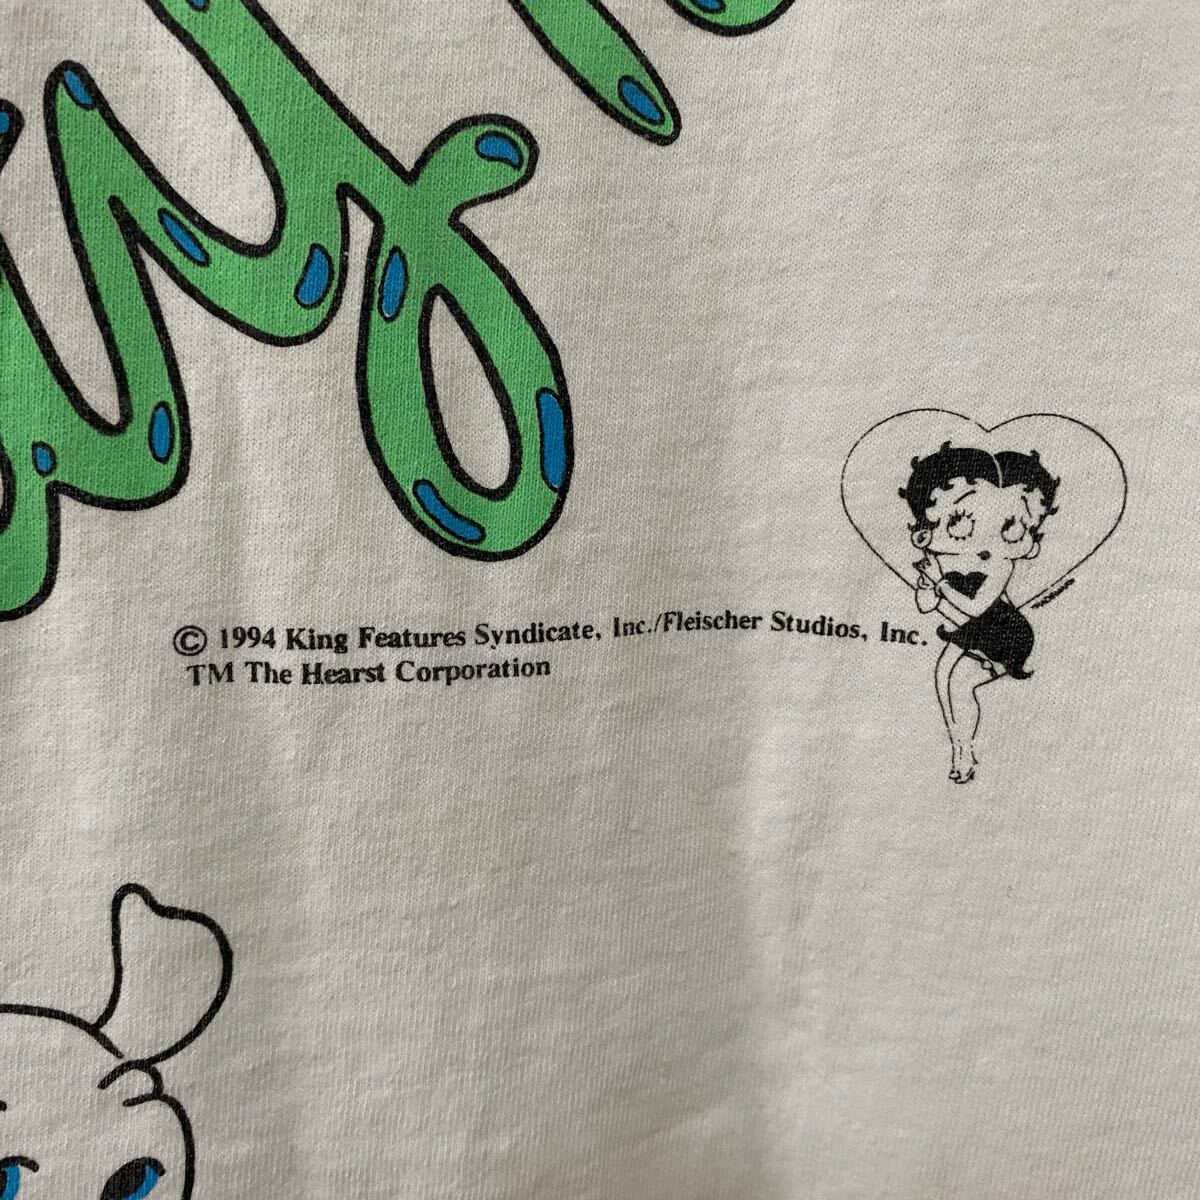 © 1994 King Features Syndicate, Inc./Fleischer Studios, Inc.
TM The Hearst Corporation